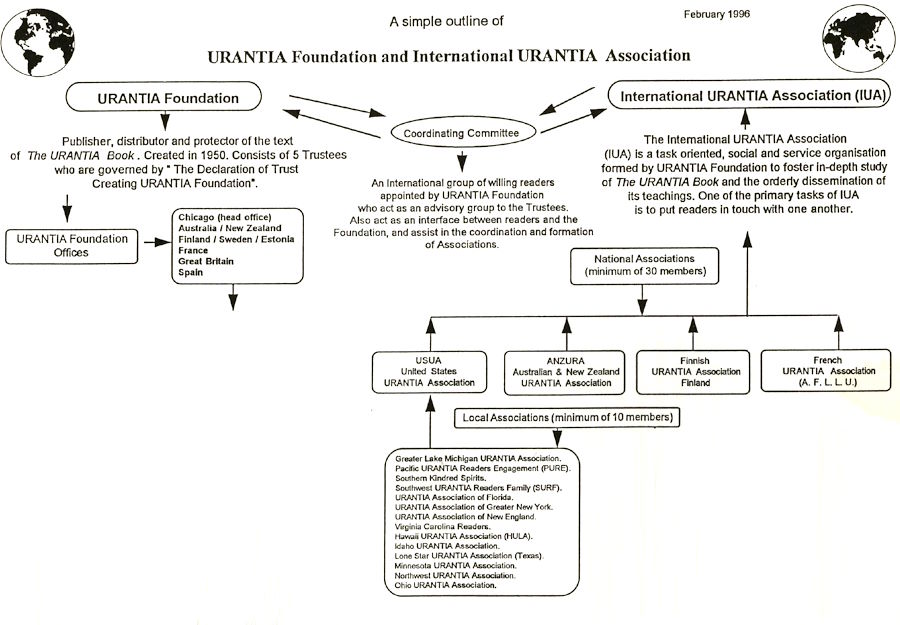 A simple outline of
February 1996
URANTIA Foundation and International URANTIA Association
URANTIA Foundation
Publisher, distributor and protector of the text
of The URANTIA Book. Created in 1950. Consists of 5 Trustees
who are governed by " The Declaration of Trust
Creating URANTIA Foundation".
URANTIA Foundation
Offices
Chicago (head office)
Australia / New Zealand
Finland / Sweden / Estonia
France
Great Britain
Spain
Coordinating Committee
An International group of willing readers
appointed by URANTIA Foundation
who act as an advisory group to the Trustees.
Also act as an interface between readers and the
Foundation, and assist in the coordination and formation
of Associations.
International URANTIA Association (IUA)
The International URANTIA Association
(IUA) is a task oriented, social and service organisation
formed by URANTIA Foundation to foster in-depth study
of The URANTIA Book and the orderly dissemination of
its teachings. One of the primary tasks of IUA
is to put readers in touch with one another.
National Associations
(minimum of 30 members)
USUA
United States
URANTIA Association
ANZURA
Australian & New Zealand
URANTIA Association
Finnish
URANTIA Association
Finland
French
URANTIA Association
(A. F. L. L. U.)
Local Associations (minimum of 10 members)
Greater Lake Michigan URANTIA Association.
Pacific URANTIA Readers Engagement (PURE).
Southern Kindred Spirits.
Southwest URANTIA Readers Family (SURF).
URANTIA Association of Florida.
URANTIA Association of Greater New York.
URANTIA Association of New England.
Virginia Carolina Readers.
Hawaii URANTIA Association (HULA).
Idaho URANTIA Association.
Lone Star URANTIA Association (Texas).
Minnesota URANTIA Association.
Northwest URANTIA Association.
Ohio URANTIA Association.